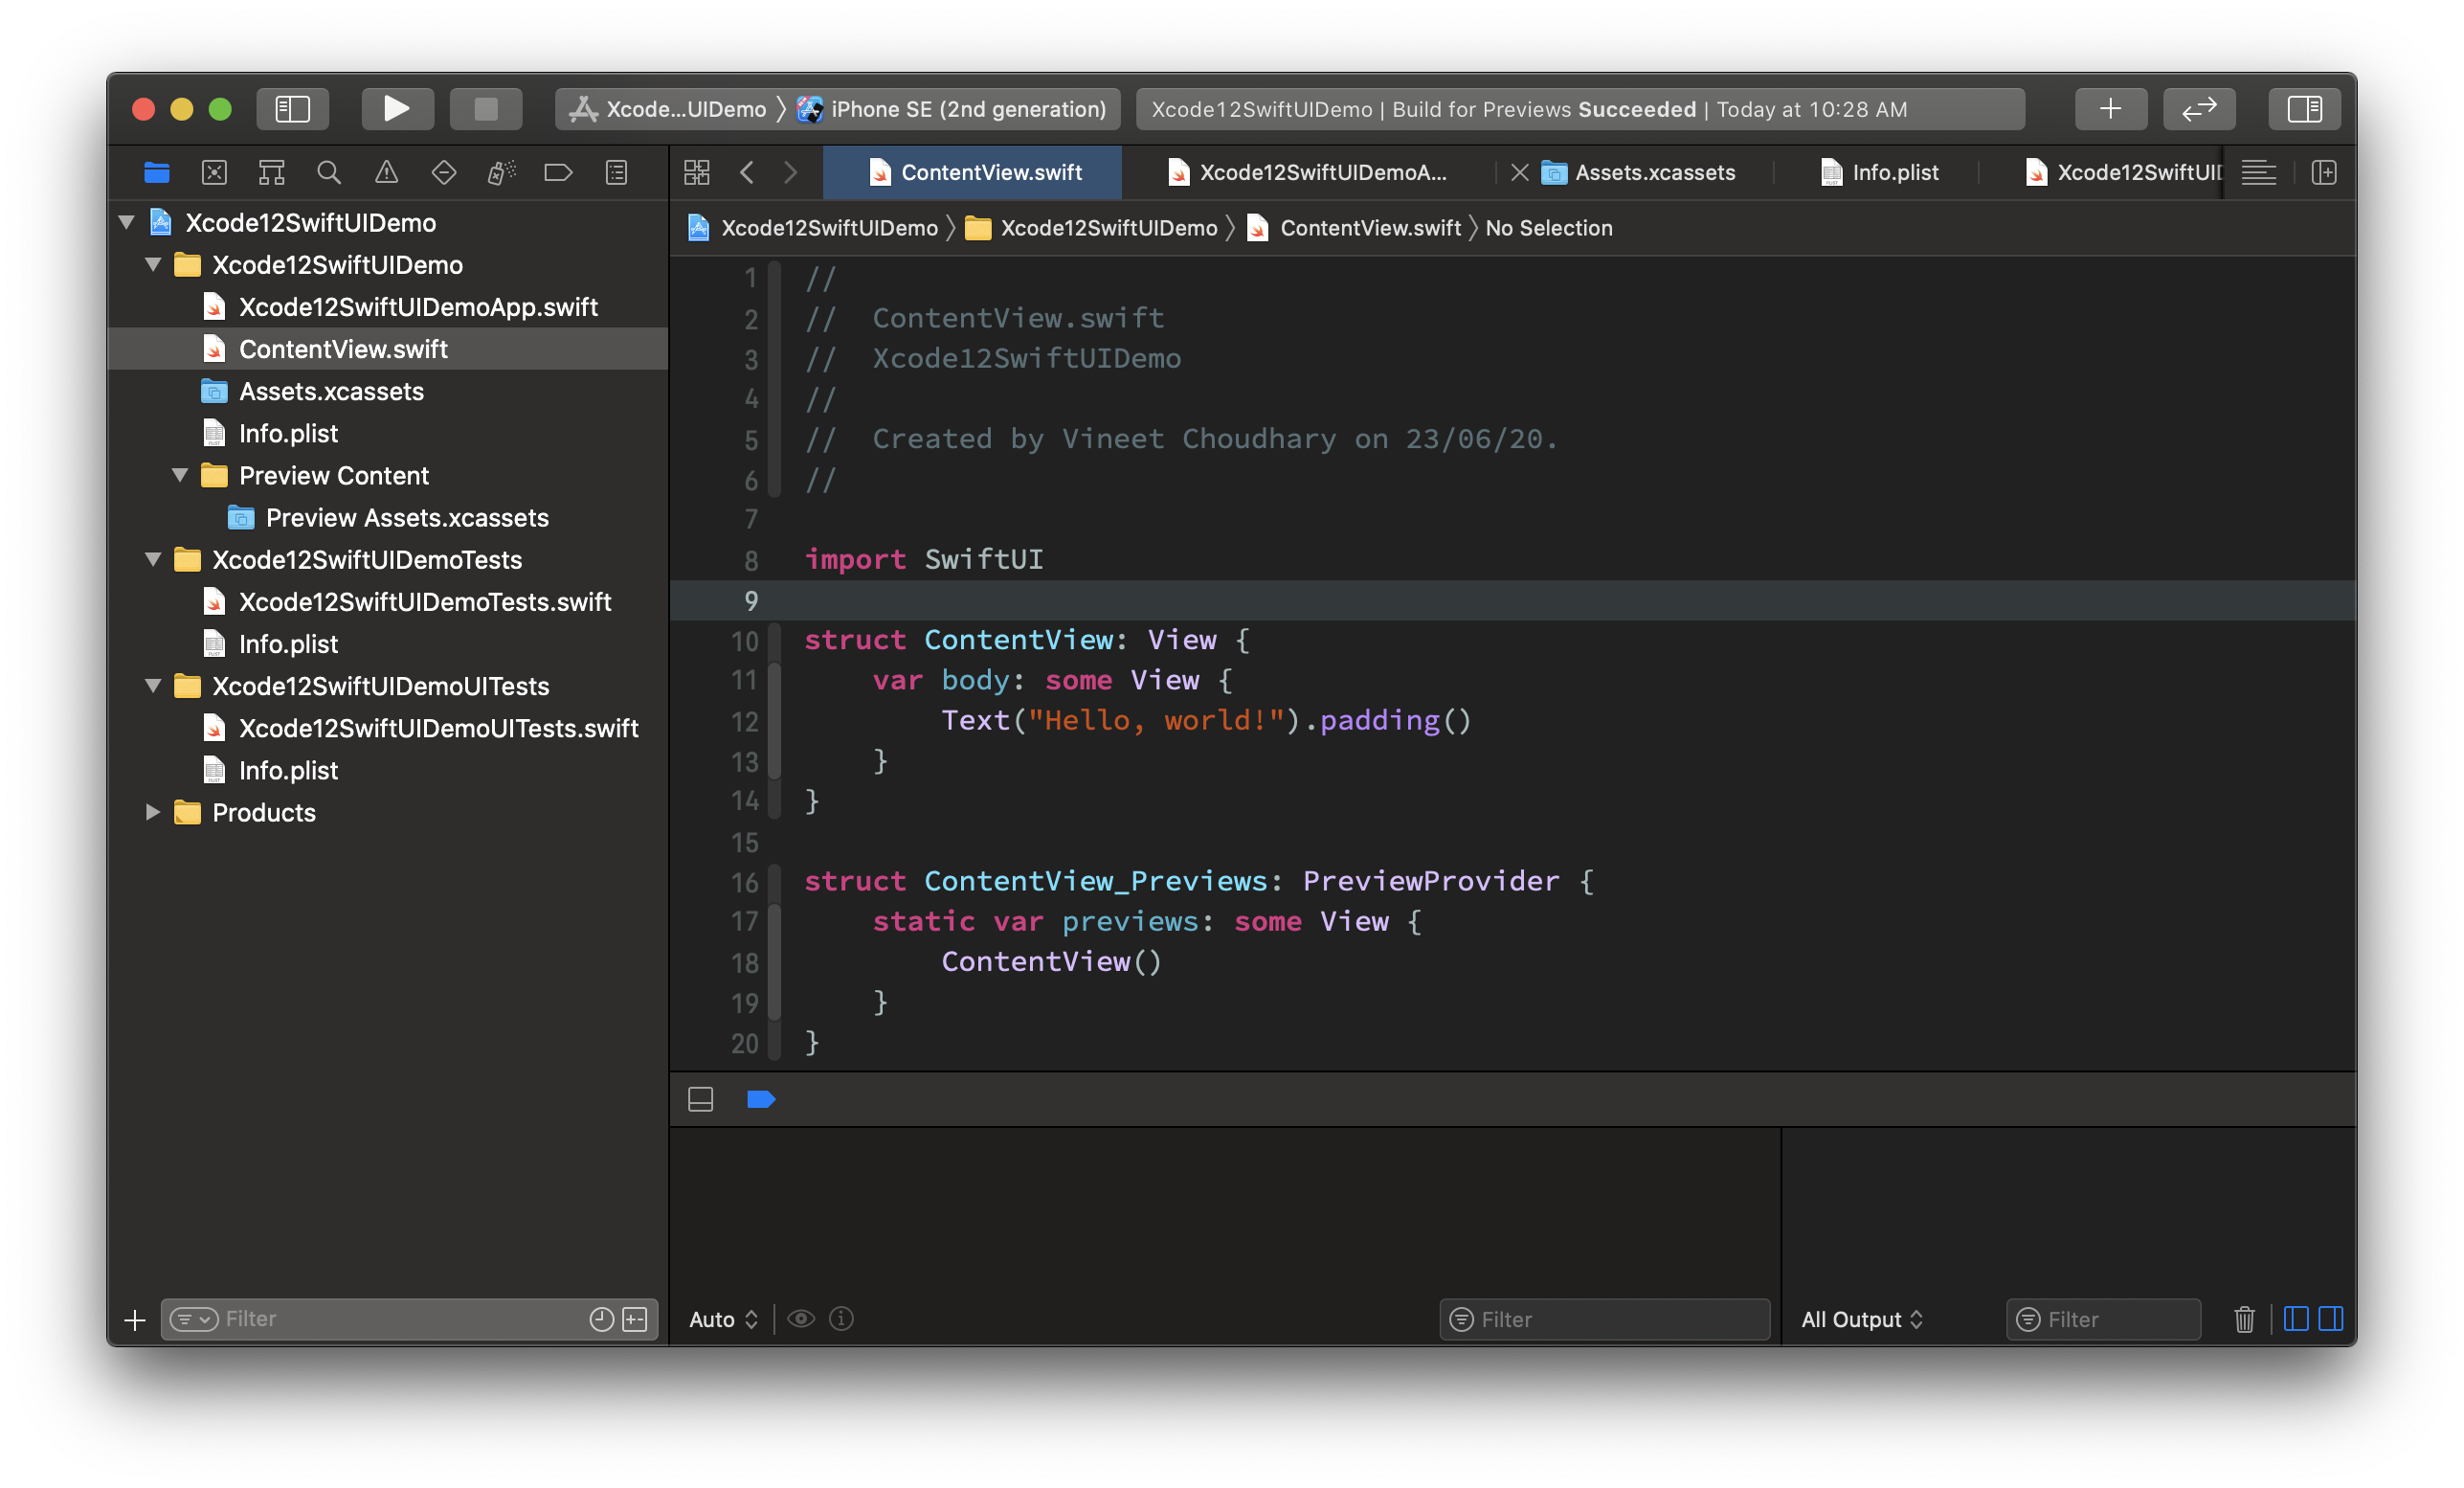 Xcode...UIDemo 〉 iPhone SE (2nd generation)
Xcode12SwiftUIDemo | Build for Previews Succeeded | Today at 10:28 AM
ContentView.swift
Xcode12SwiftUIDemoA...
Assets.xcassets
Info.plist
Xcode12SwiftUI
Xcode12SwiftUIDemo 〉 Xcode12SwiftUIDemo 〉 ContentView.swift 〉 No Selection
Xcode12SwiftUIDemo
Xcode12SwiftUIDemo
Xcode12SwiftUIDemoApp.swift
ContentView.swift
Assets.xcassets
Info.plist
Preview Content
Preview Assets.xcassets
Xcode12SwiftUIDemoTests
Xcode12SwiftUIDemoTests.swift
Info.plist
Xcode12SwiftUIDemoUITests
Xcode12SwiftUIDemoUITests.swift
Info.plist
Products
1 //
2 //  ContentView.swift
3 //  Xcode12SwiftUIDemo
4 //
5 //  Created by Vineet Choudhary on 23/06/20.
6 //
7
8 import SwiftUI
9
10 struct ContentView: View {
11     var body: some View {
12         Text("Hello, world!").padding()
13     }
14 }
15
16 struct ContentView_Previews: PreviewProvider {
17     static var previews: some View {
18         ContentView()
19     }
20 }
Filter
Auto
Filter
All Output
Filter